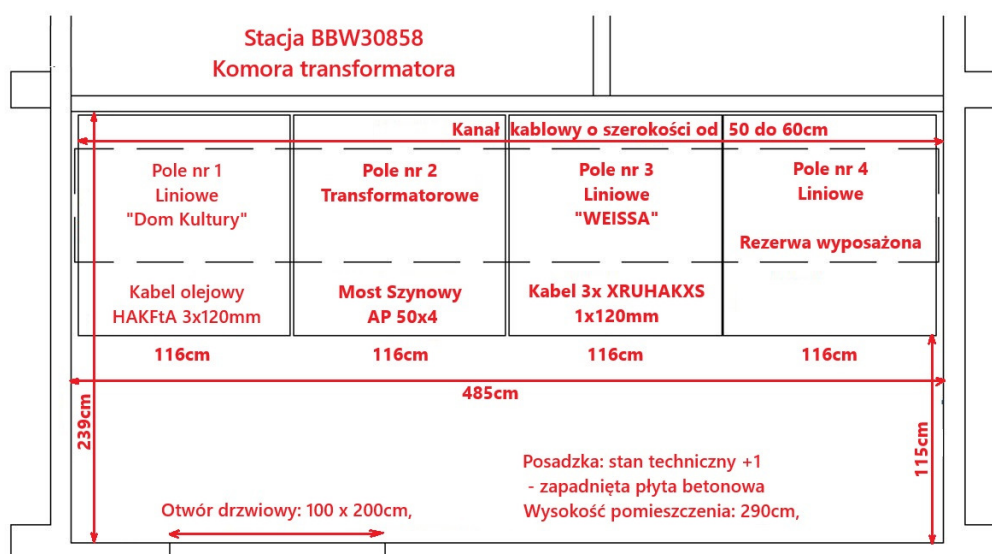 Stacja BBW30858
Komora transformatora
Kanał kablowy o szerokości od 50 do 60cm
Pole nr 1
Liniowe
"Dom Kultury"
Kabel olejowy
HAKFtA 3x120mm
Pole nr 2
Transformatorowe
Most Szynowy
AP 50x4
Pole nr 3
Liniowe
"WEISSA"
Kabel 3x XRUHAKXS
1x120mm
Pole nr 4
Liniowe
Rezerwa wyposażona
116cm
116cm
116cm
116cm
485cm
239cm
115cm
Posadzka: stan techniczny +1
- zapadnięta płyta betonowa
Wysokość pomieszczenia: 290cm,
Otwór drzwiowy: 100 x 200cm,